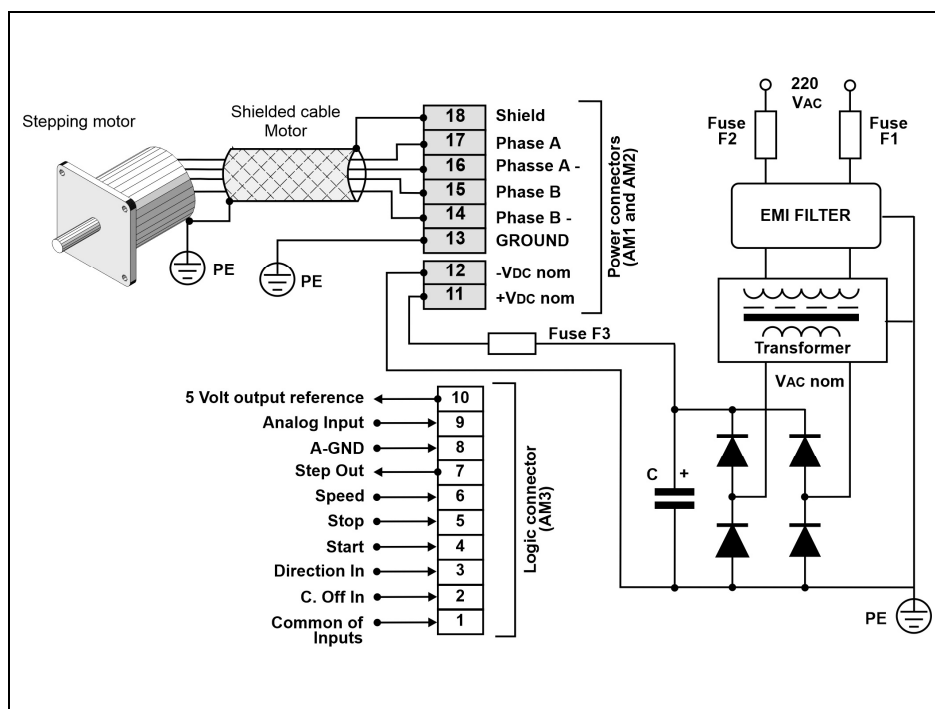 Stepping motor
Shielded cable
Motor
PE
PE
18 Shield
17 Phase A
16 Phasse A -
15 Phase B
14 Phase B -
13 GROUND
12 -VDC nom
11 +VDC nom
Power connectors
(AM1 and AM2)
220
VAC
Fuse
F2
Fuse
F1
EMI FILTER
Transformer
VAC nom
Fuse F3
C +
PE
5 Volt output reference 10
Analog Input 9
A-GND 8
Step Out 7
Speed 6
Stop 5
Start 4
Direction In 3
C. Off In 2
Common of 1
Inputs
Logic connector
(AM3)